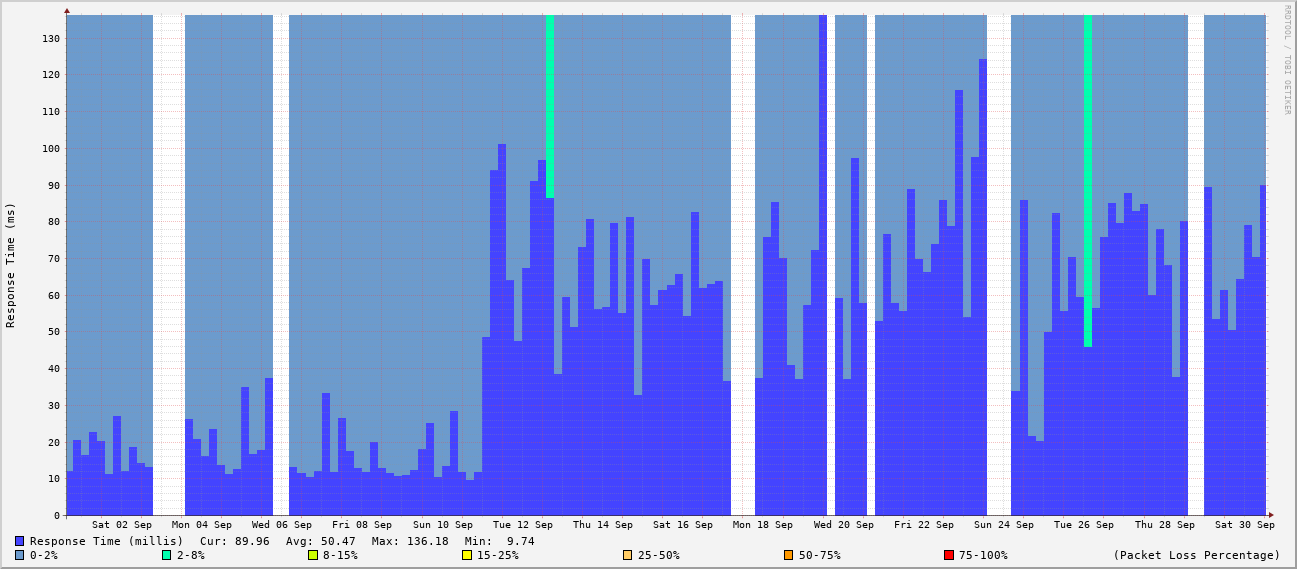 RRDTOOL / TOBI OETIKER
Response Time (ms)
130
120
110
100
90
80
70
60
50
40
30
20
10
0
Sat 02 Sep Mon 04 Sep Wed 06 Sep Fri 08 Sep Sun 10 Sep Tue 12 Sep Thu 14 Sep Sat 16 Sep Mon 18 Sep Wed 20 Sep Fri 22 Sep Sun 24 Sep Tue 26 Sep Thu 28 Sep Sat 30 Sep
Response Time (millis) Cur: 89.96 Avg: 50.47 Max: 136.18 Min: 9.74
0-2% 2-8% 8-15% 15-25% 25-50% 50-75% 75-100% (Packet Loss Percentage)